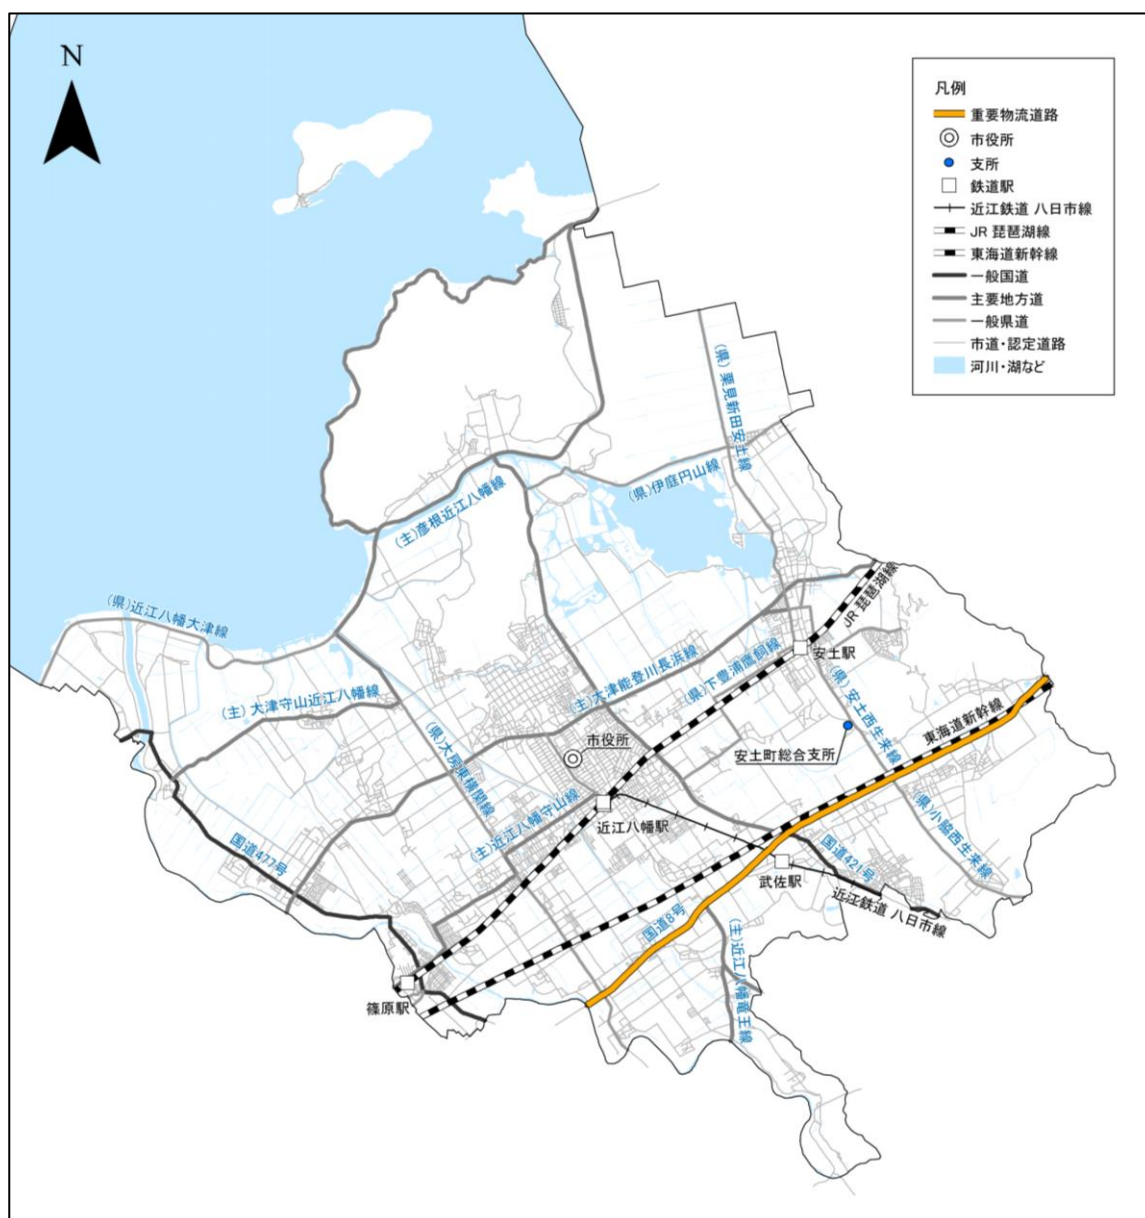 N
凡例
重要物流道路
市役所
支所
鉄道駅
近江鉄道 八日市線
JR 琵琶湖線
東海道新幹線
一般国道
主要地方道
一般県道
市道・認定道路
河川・湖など
(県) 栗見新田安土線
(県)伊庭円山線
(主)彦根近江八幡線
JR 琵琶湖線
(県)近江八幡大津線
安土駅
(県)下豊浦鷹飼線
(主)大津能登川長浜線
(県)安土西生来線
(主) 大津守山近江八幡線
東海道新幹線
(県)大房東横関線
市役所
安土町総合支所
(主)近江八幡守山線
近江八幡駅
(県)小脇西生来線
国道477号
国道421号
武佐駅
近江鉄道 八日市線
国道8号
(主)近江八幡竜王線
篠原駅